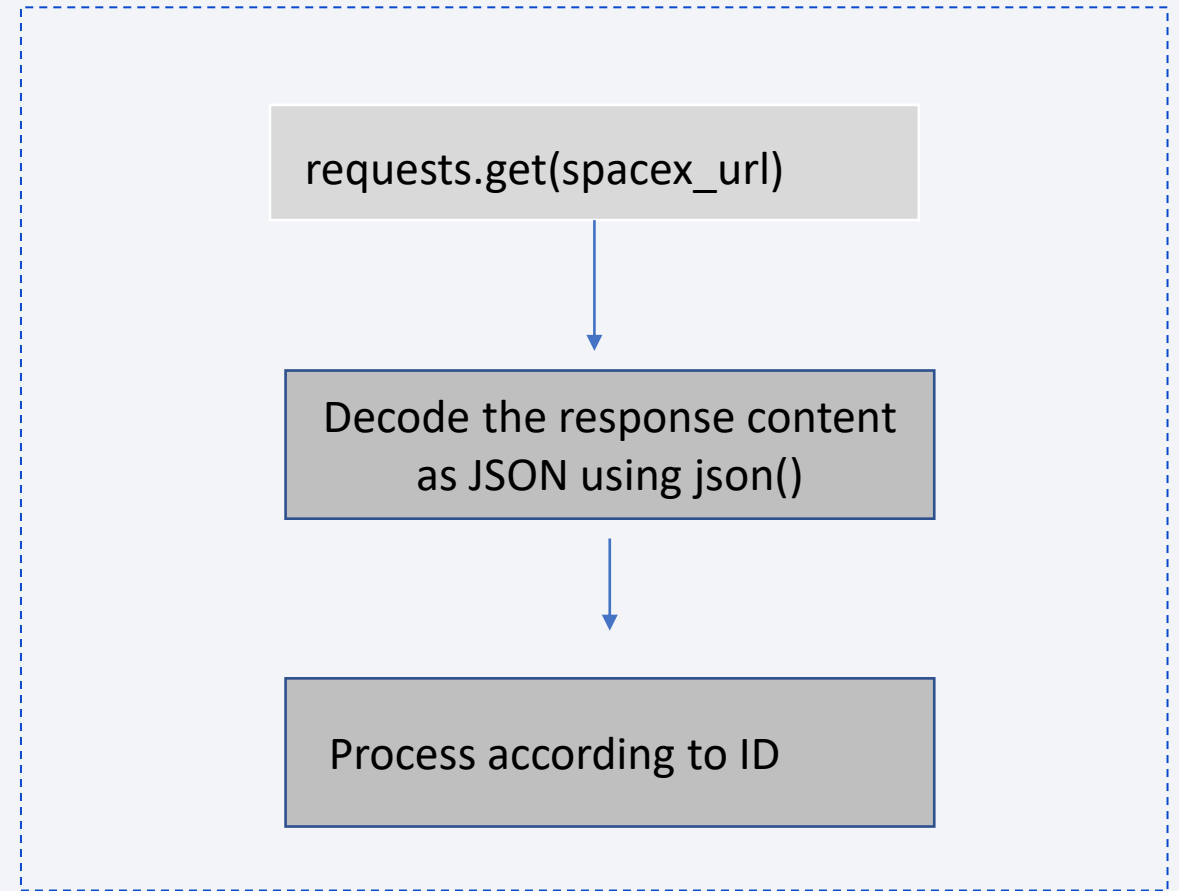 requests.get(spacex_url)
Decode the response content
as JSON using json()
Process according to ID